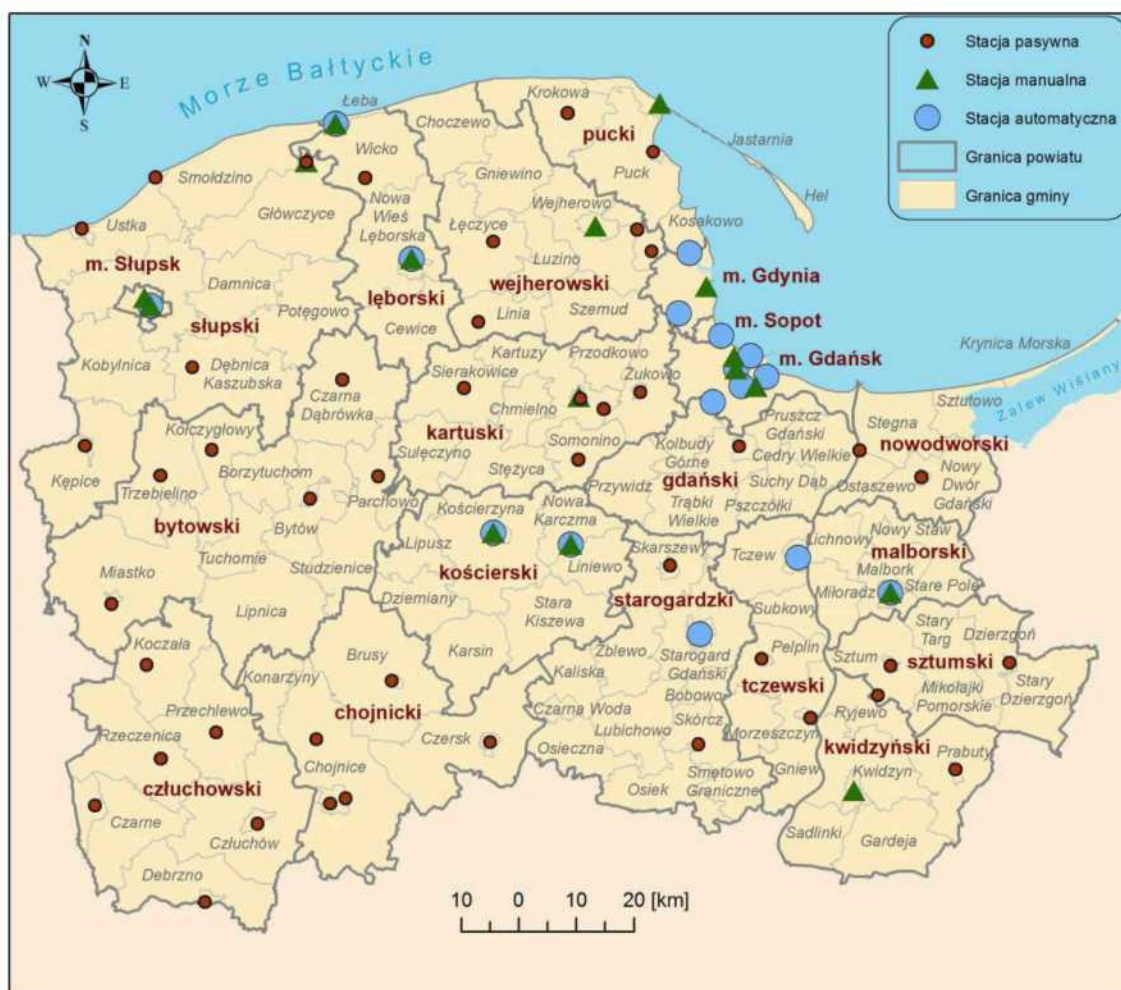 N
W E
S
Morze Bałtyckie
Stacja pasywna
Stacja manualna
Stacja automatyczna
Granica powiatu
Granica gminy
Łeba
Choczewo
Krokowa
pucki
Jastarnia
Hel
Wicko
Smołdzino
Gniewino
Puck
Główczyce
Nowa
Wieś
Lęborska
Wejherowo
Kosakowo
Ustka
Łęczyce
m. Słupsk
Luzino
wejherowski
m. Gdynia
Damnica
lęborski
słupski
Potęgowo
Cewice
Linia
Szemud
m. Sopot
Kobylnica
Dębnica
Kaszubska
Kartuzy
Przodkowo
Sierakowice
Żukowo
m. Gdańsk
Krynica Morska
Zalew Wiślany
Sztutowo
Czarna
Dąbrówka
Chmielno
kartuski
Pruszcz
Gdański
Stegna
Kołczygłowy
Somonino
Kolbudy
Górne
Cedry Wielkie
nowodworski
Borzytuchom
Sulęczyno
Stężyca
gdański
Kępice
Trzebielino
Parchowo
Przywidz
Suchy Dąb
Ostaszewo
Nowy
Dwór
Gdański
Trąbki
Wielkie
Pszczółki
bytowski
Bytów
Kościerzyna
Nowa
Karczma
Tuchomie
Studzienice
Lipusz
Liniewo
Skarszewy
Tczew
Lichnowy
Nowy Staw
malborski
Malbork
kościerski
Miastko
Dziemiany
starogardzki
Miłoradz
Stare Pole
Lipnica
Stara
Kiszewa
Subkowy
Koczała
Brusy
Karsin
Zblewo
Starogard
Gdański
Pelplin
Stary
Targ
Dzierzgoń
Konarzyny
Kaliska
Sztum
sztumski
tczewski
Stary
Dzierzgoń
Przechlewo
chojnicki
Czarna Woda
Bobowo
Mikołajki
Pomorskie
Lubichowo
Skórcz
Ryjewo
Rzeczenica
Czersk
Osieczna
Morzeszczyn
kwidzyński
Prabuty
człuchowski
Chojnice
Osiek
Smętowo
Graniczne
Gniew
Kwidzyn
Czarne
Człuchów
Sadlinki
Gardeja
Debrzno
10 0 10 20 [km]